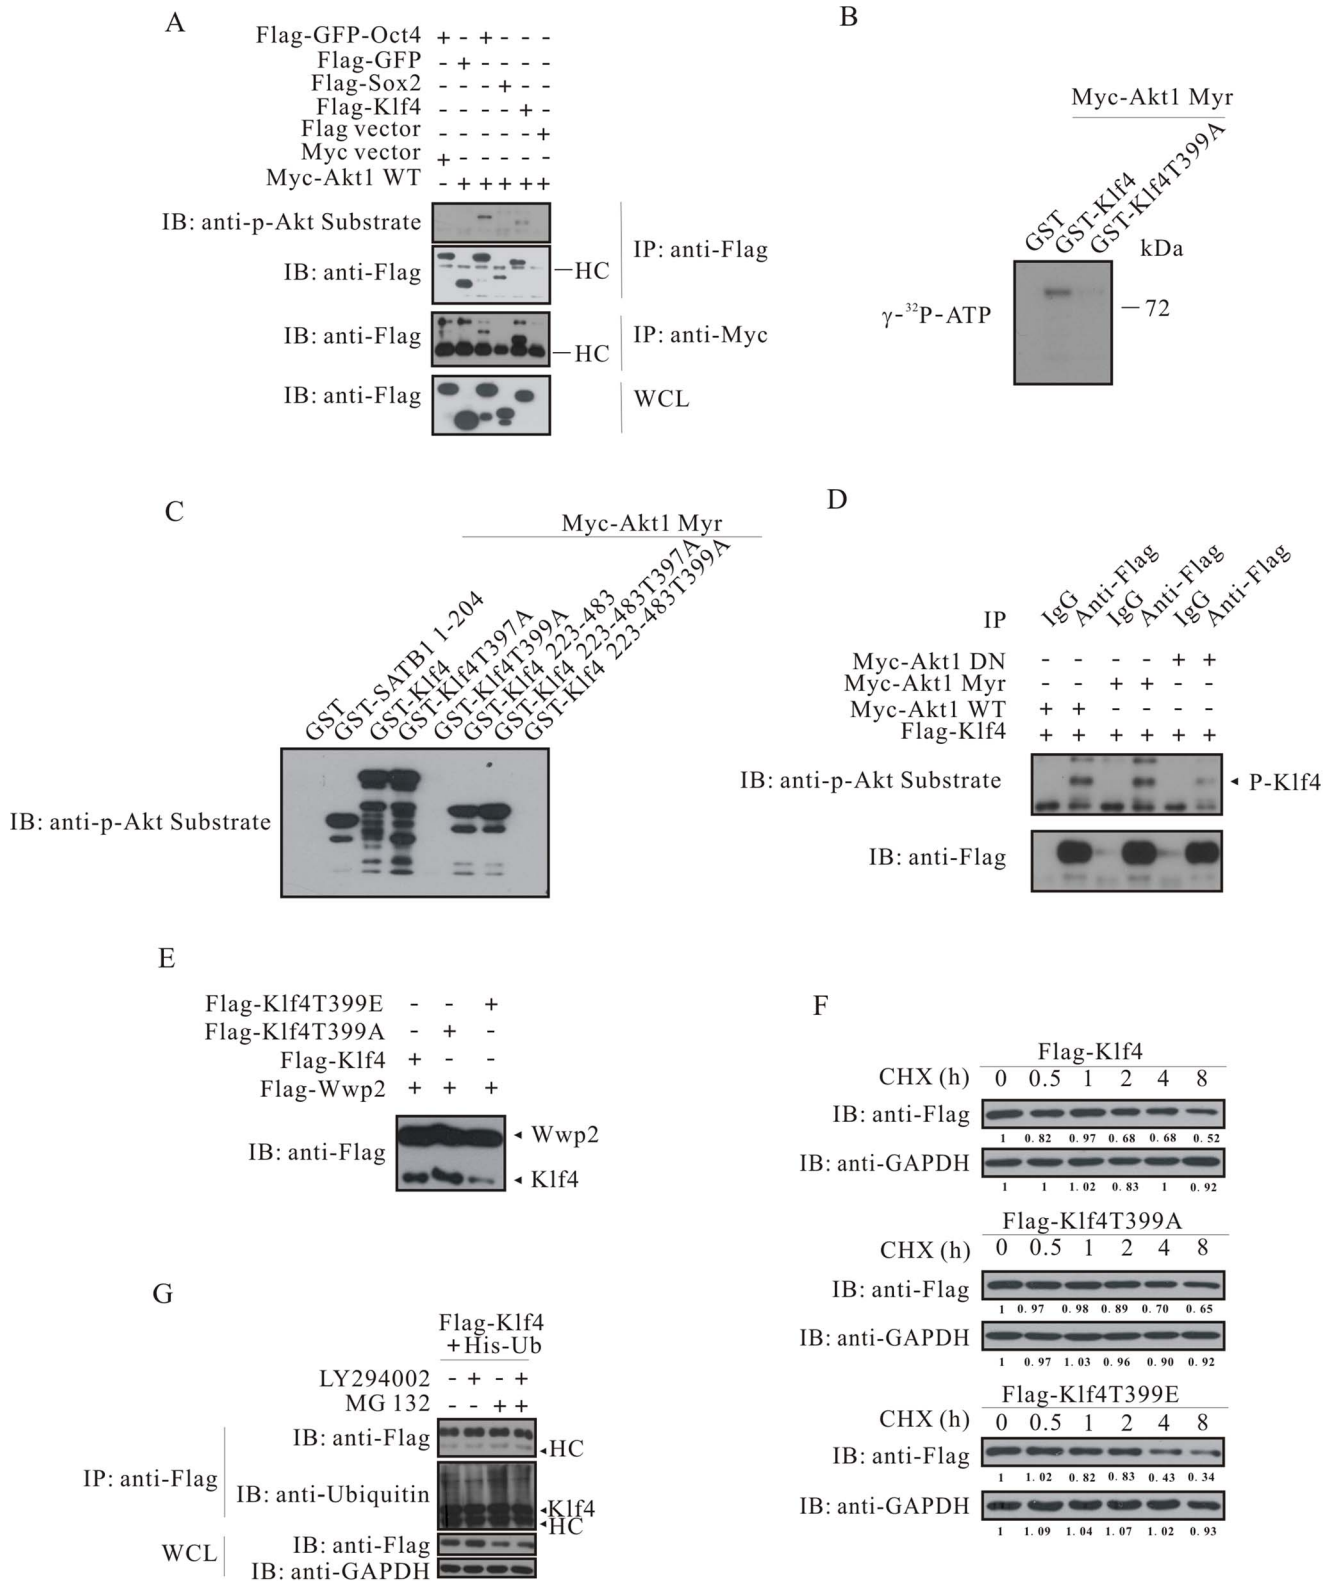 A
Flag-GFP-Oct4 + - + - - -
Flag-GFP - + - - - -
Flag-Sox2 - - - + - -
Flag-Klf4 - - - - + -
Flag vector - - - - - +
Myc vector + - - - - -
Myc-Akt1 WT - + + + + +
IB: anti-p-Akt Substrate
IB: anti-Flag
HC
IP: anti-Flag
IB: anti-Flag
HC
IP: anti-Myc
IB: anti-Flag
WCL
B
Myc-Akt1 Myr
GST
GST-Klf4
GST-Klf4T399A
kDa
γ-³²P-ATP
72
C
Myc-Akt1 Myr
GST
GST-SATB1 1-204
GST-Klf4
GST-Klf4T397A
GST-Klf4T399A
GST-Klf4 223-483
GST-Klf4 223-483T397A
GST-Klf4 223-483T399A
IB: anti-p-Akt Substrate
D
IP IgG Anti-Flag IgG Anti-Flag IgG Anti-Flag
Myc-Akt1 DN - - - - + +
Myc-Akt1 Myr - - + + - -
Myc-Akt1 WT + + - - - -
Flag-Klf4 + + + + + +
IB: anti-p-Akt Substrate
P-Klf4
IB: anti-Flag
E
Flag-Klf4T399E - - +
Flag-Klf4T399A - + -
Flag-Klf4 + - -
Flag-Wwp2 + + +
IB: anti-Flag
Wwp2
Klf4
F
Flag-Klf4
CHX (h) 0 0.5 1 2 4 8
IB: anti-Flag
1 0.82 0.97 0.68 0.68 0.52
IB: anti-GAPDH
1 1 1.02 0.83 1 0.92
Flag-Klf4T399A
CHX (h) 0 0.5 1 2 4 8
IB: anti-Flag
1 0.97 0.98 0.89 0.70 0.65
IB: anti-GAPDH
1 0.97 1.03 0.96 0.90 0.92
Flag-Klf4T399E
CHX (h) 0 0.5 1 2 4 8
IB: anti-Flag
1 1.02 0.82 0.83 0.43 0.34
IB: anti-GAPDH
1 1.09 1.04 1.07 1.02 0.93
G
Flag-Klf4
+His-Ub
LY294002 - + - +
MG 132 - - + +
IP: anti-Flag
IB: anti-Flag
HC
IB: anti-Ubiquitin
Klf4
HC
WCL
IB: anti-Flag
IB: anti-GAPDH